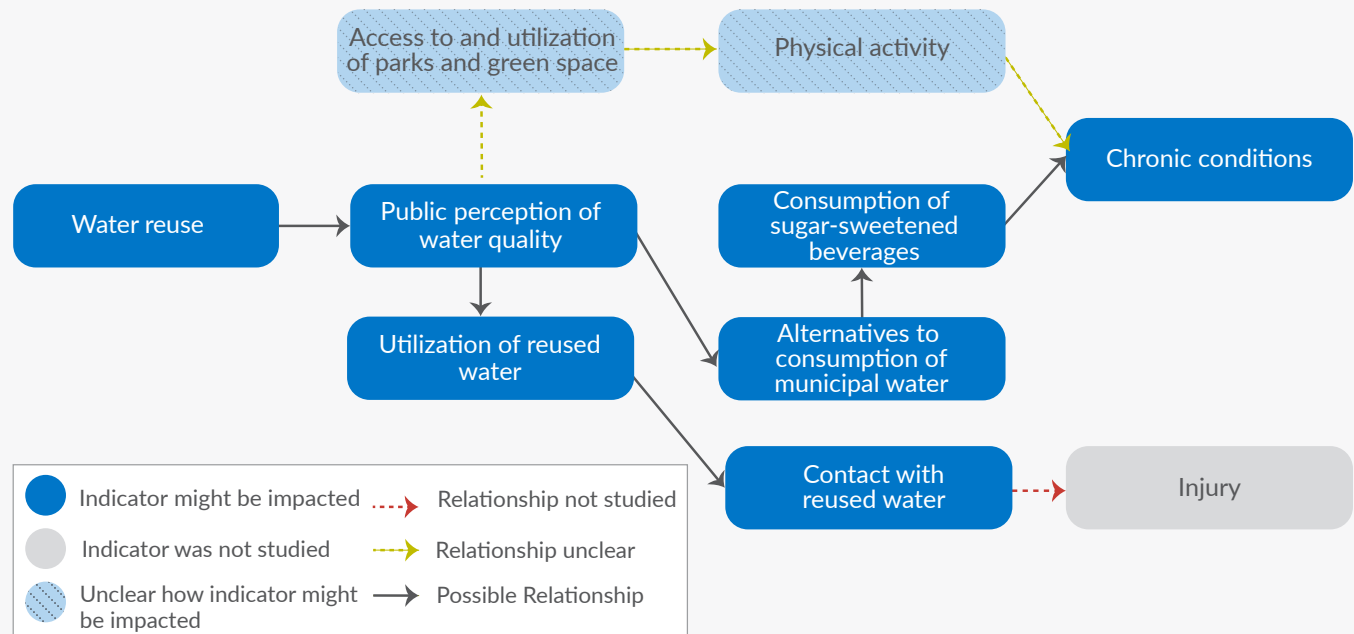 Access to and utilization
of parks and green space
Physical activity
Chronic conditions
Water reuse
Public perception of
water quality
Consumption of
sugar-sweetened
beverages
Utilization of reused
water
Alternatives to
consumption of
municipal water
Contact with
reused water
Injury
Indicator might be impacted
Relationship not studied
Indicator was not studied
Relationship unclear
Unclear how indicator might
be impacted
Possible Relationship